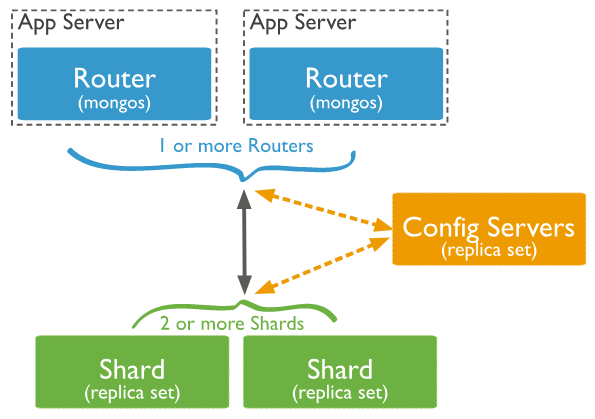 App Server
App Server
Router
(mongos)
Router
(mongos)
1 or more Routers
Config Servers
(replica set)
2 or more Shards
Shard
(replica set)
Shard
(replica set)